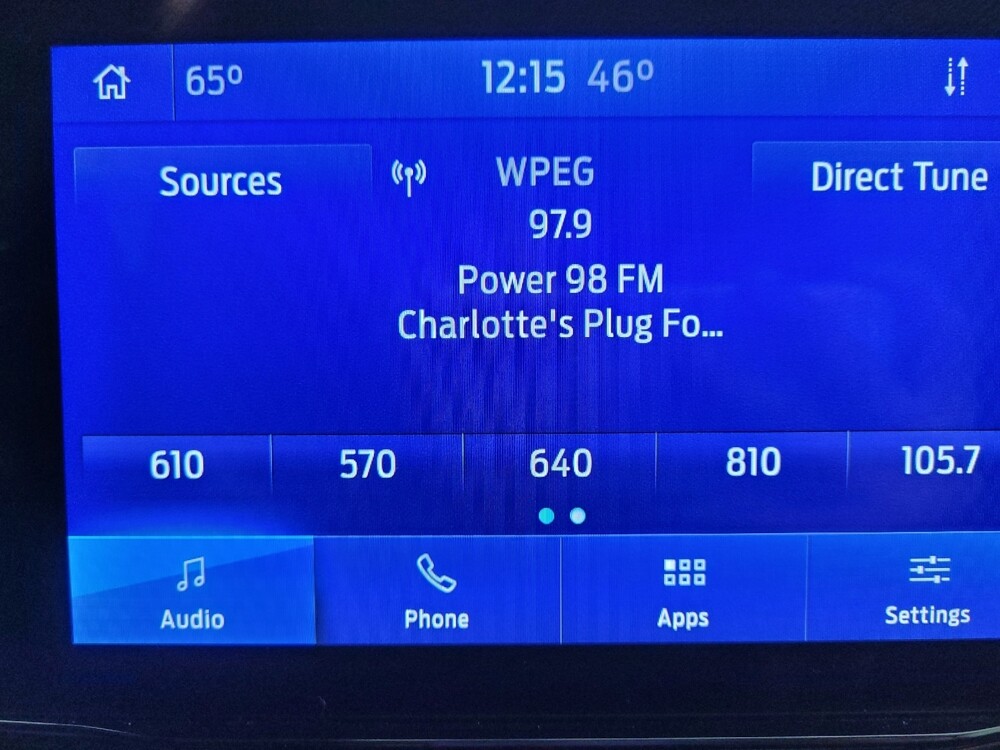 65° 12:15 46°
Sources WPEG Direct Tune
97.9
Power 98 FM
Charlotte's Plug Fo...
610 570 640 810 105.7
Audio Phone Apps Settings